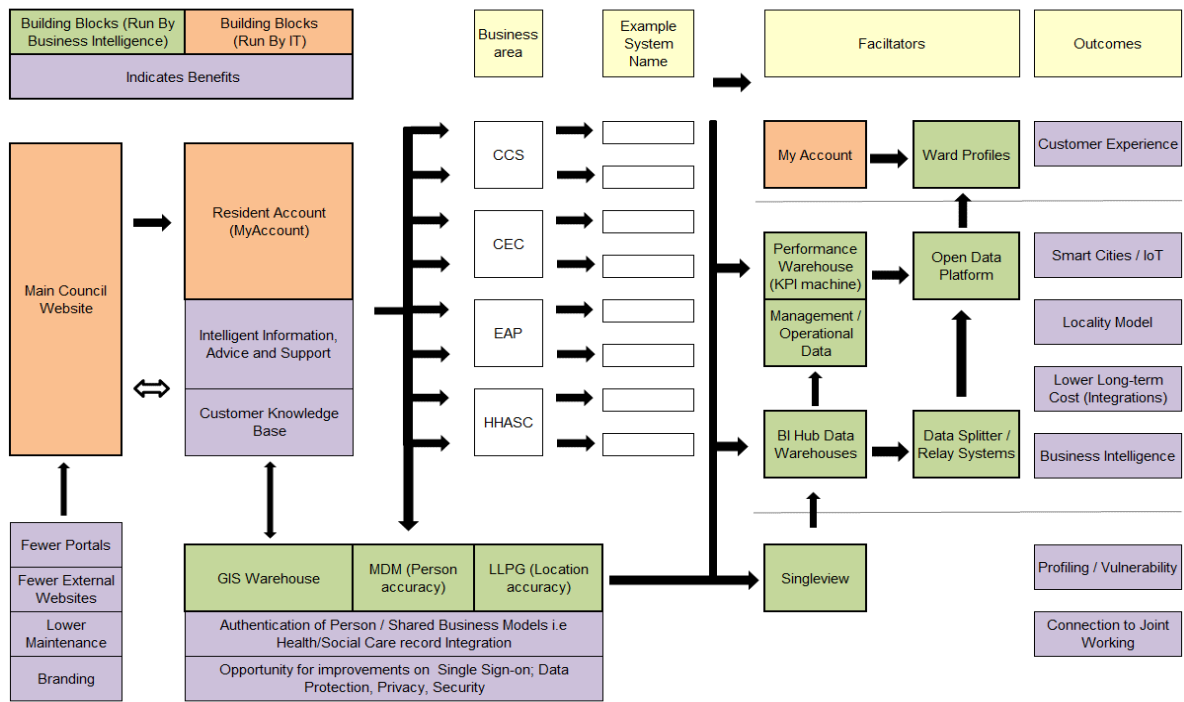 Building Blocks (Run By
Business Intelligence)
Building Blocks
(Run By IT)
Indicates Benefits
Business
area
Example
System
Name
Faciltators
Outcomes
Main Council
Website
Resident Account
(MyAccount)
Intelligent Information,
Advice and Support
Customer Knowledge
Base
Fewer Portals
Fewer External
Websites
Lower
Maintenance
Branding
GIS Warehouse
MDM (Person
accuracy)
LLPG (Location
accuracy)
Authentication of Person / Shared Business Models i.e
Health/Social Care record Integration
Opportunity for improvements on Single Sign-on; Data
Protection, Privacy, Security
CCS
CEC
EAP
HHASC
My Account
Ward Profiles
Performance
Warehouse
(KPI machine)
Management /
Operational
Data
Open Data
Platform
BI Hub Data
Warehouses
Data Splitter /
Relay Systems
Singleview
Customer Experience
Smart Cities / IoT
Locality Model
Lower Long-term
Cost (Integrations)
Business Intelligence
Profiling / Vulnerability
Connection to Joint
Working